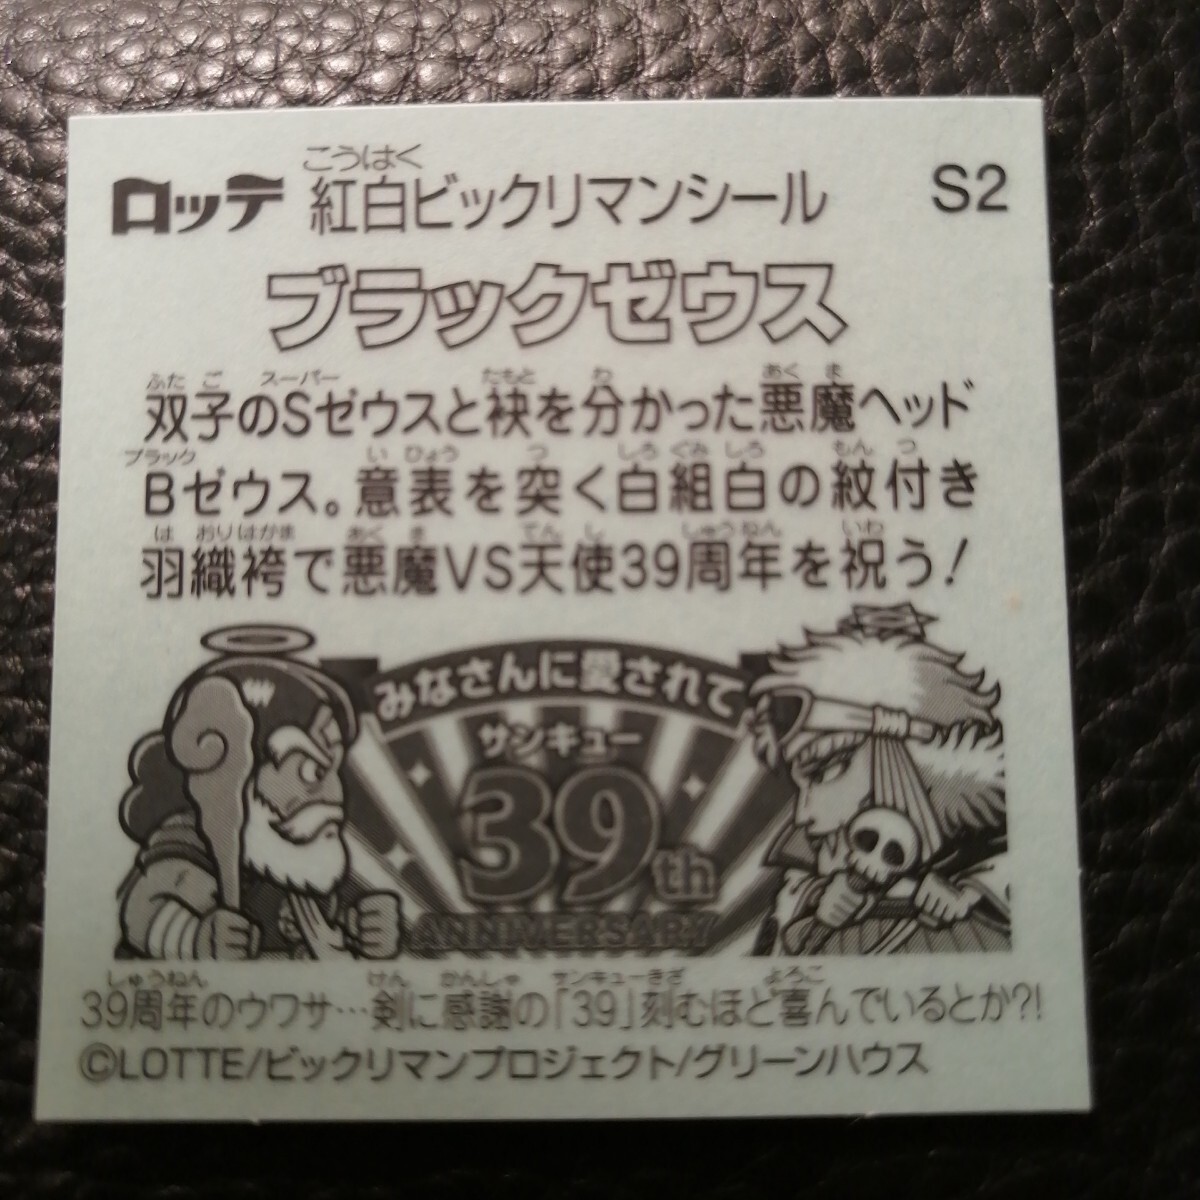 こうはく
ロッテ 紅白ビックリマンシール S2
ブラックゼウス
ふたご スーパー たもと わ あくま
双子のSゼウスと袂を分かった悪魔ヘッド
ブラック いひょう つ しろぐみしろ もんつ
Bゼウス。意表を突く白組白の紋付き
はおりはかま あくま てんし しゅうねん いわ
羽織袴で悪魔VS天使39周年を祝う!
みなさんに愛されて
サンキュー
39th
ANNIVERSARY
しゅうねん けん かんしゃ サンキューきざ よろこ
39周年のウワサ…剣に感謝の「39」刻むほど喜んでいるとか?!
©LOTTE/ビックリマンプロジェクト/グリーンハウス